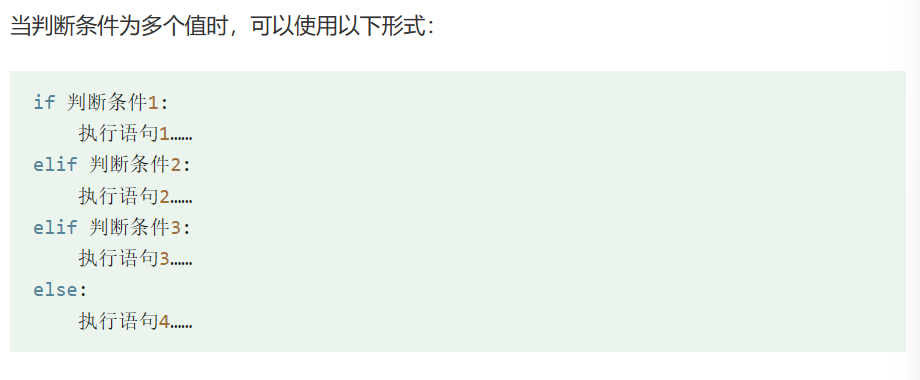 当判断条件为多个值时，可以使用以下形式：
if 判断条件1:
    执行语句1……
elif 判断条件2:
    执行语句2……
elif 判断条件3:
    执行语句3……
else:
    执行语句4……